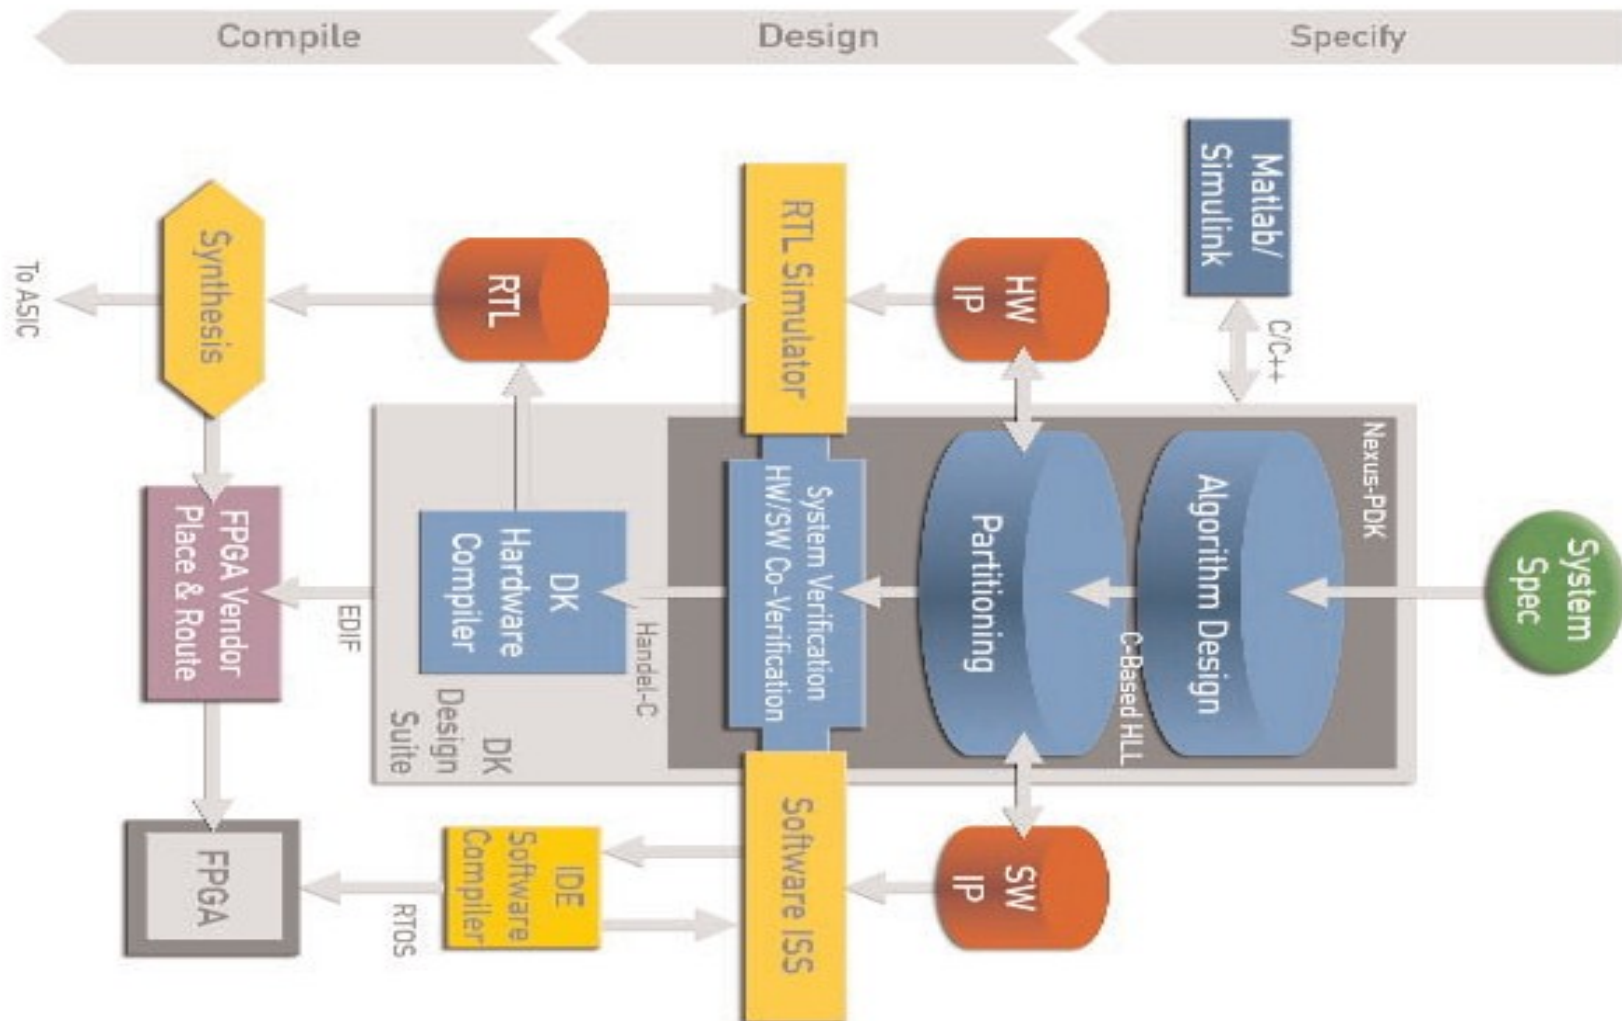 Compile
Design
Specify
Matlab/
Simulink
C/C++
System
Spec
Nexus-PDK
Algorithm Design
C-Based HLL
Partitioning
HW
IP
SW
IP
RTL Simulator
System Verification
HW/SW Co-Verification
Software ISS
Handel-C
DK
Hardware
Compiler
DK
Design
Suite
RTL
IDE
Software
Compiler
RTOS
EDIF
Synthesis
To ASIC
FPGA Vendor
Place & Route
FPGA